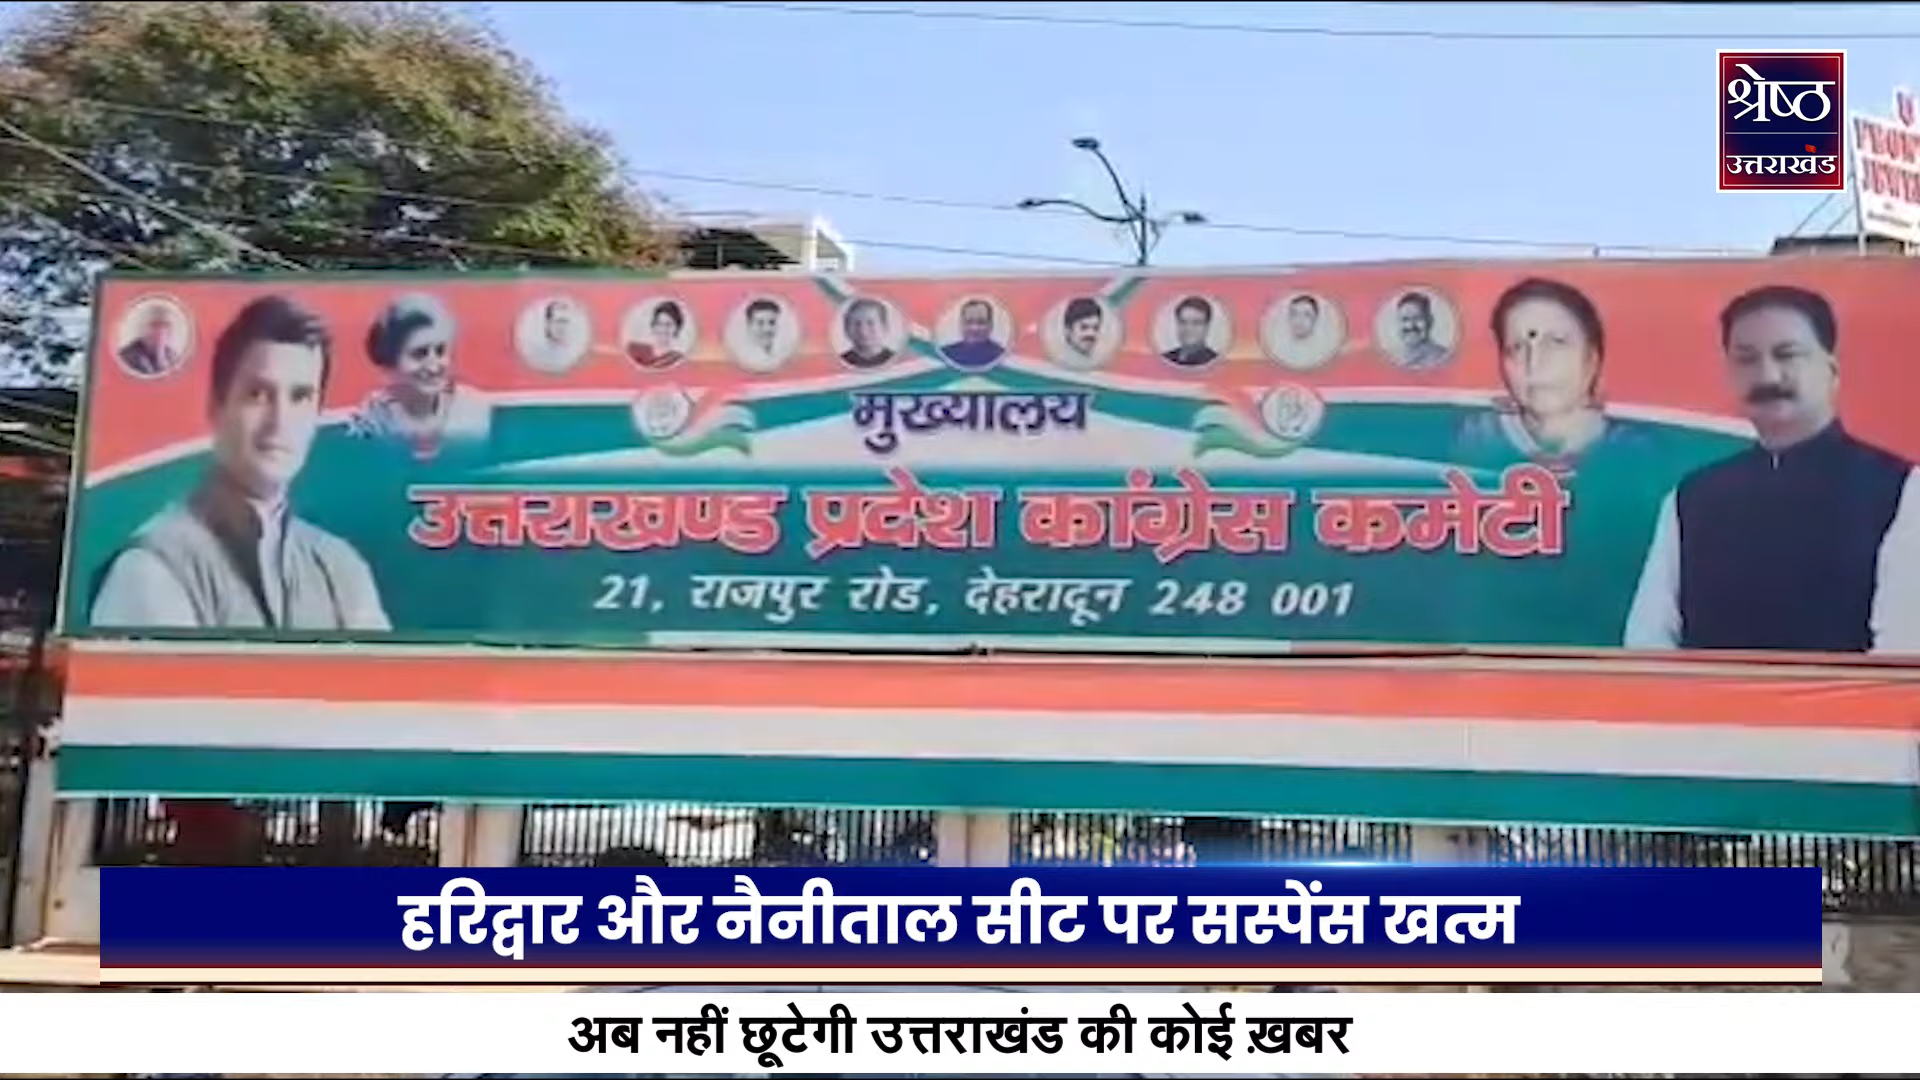 श्रेष्ठ
उत्तराखंड
मुख्यालय
उत्तराखण्ड प्रदेश कांग्रेस कमेटी
21, राजपुर रोड, देहरादून 248 001
हरिद्वार और नैनीताल सीट पर सस्पेंस खत्म
अब नहीं छूटेगी उत्तराखंड की कोई ख़बर